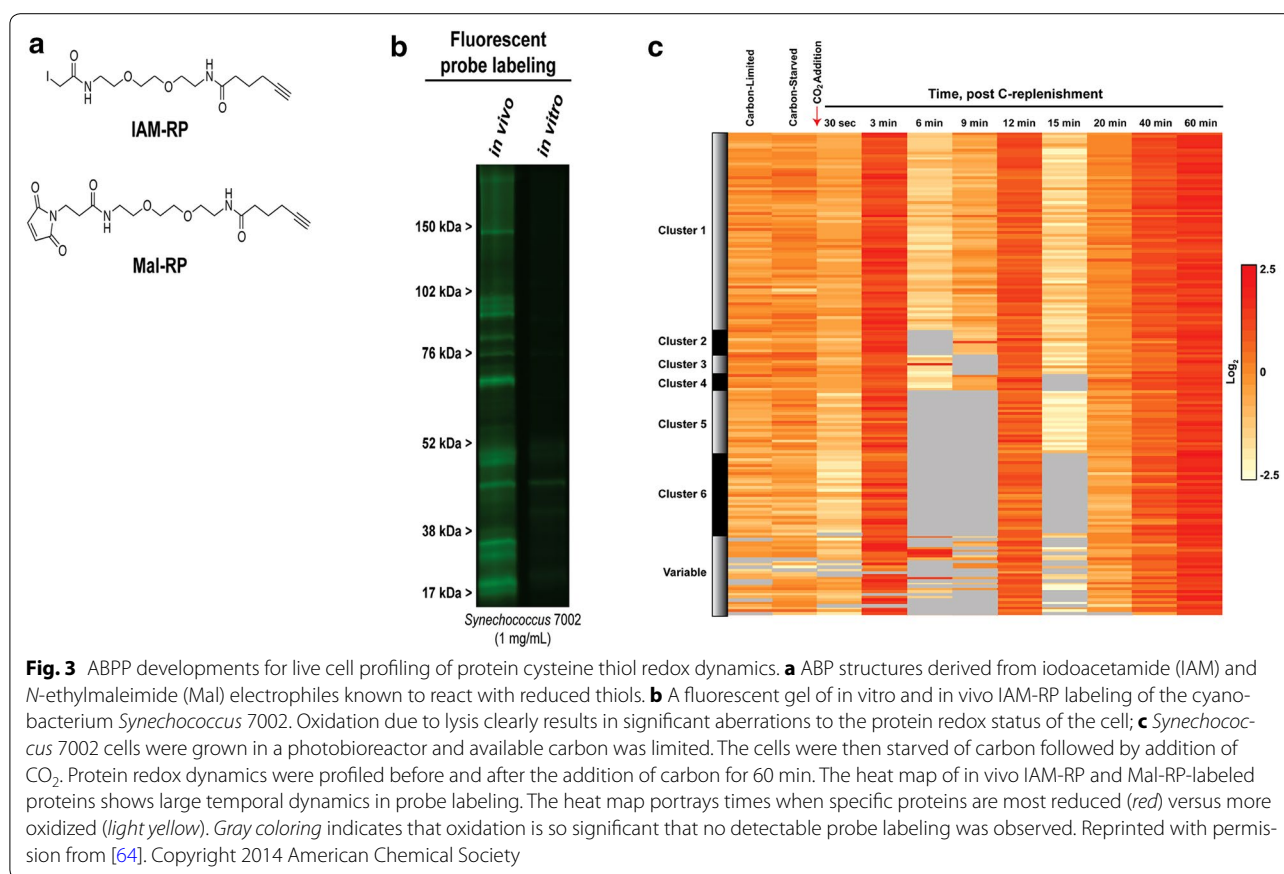 a
I
O
N
H
O
O
H
N
O
IAM-RP
O
N
O
O
N
H
O
O
H
N
O
Mal-RP
b
Fluorescent
probe labeling
in vivo
in vitro
150 kDa >
102 kDa >
76 kDa >
52 kDa >
38 kDa >
17 kDa >
Synechococcus 7002
(1 mg/mL)
c
Carbon-Limited
Carbon-Starved
CO2 Addition
Time, post C-replenishment
30 sec 3 min 6 min 9 min 12 min 15 min 20 min 40 min 60 min
Cluster 1
Cluster 2
Cluster 3
Cluster 4
Cluster 5
Cluster 6
Variable
2.5
0
-2.5
Log2
Fig. 3 ABPP developments for live cell profiling of protein cysteine thiol redox dynamics. a ABP structures derived from iodoacetamide (IAM) and
N-ethylmaleimide (Mal) electrophiles known to react with reduced thiols. b A fluorescent gel of in vitro and in vivo IAM-RP labeling of the cyano-
bacterium Synechococcus 7002. Oxidation due to lysis clearly results in significant aberrations to the protein redox status of the cell; c Synechococ-
cus 7002 cells were grown in a photobioreactor and available carbon was limited. The cells were then starved of carbon followed by addition of
CO2. Protein redox dynamics were profiled before and after the addition of carbon for 60 min. The heat map of in vivo IAM-RP and Mal-RP-labeled
proteins shows large temporal dynamics in probe labeling. The heat map portrays times when specific proteins are most reduced (red) versus more
oxidized (light yellow). Gray coloring indicates that oxidation is so significant that no detectable probe labeling was observed. Reprinted with permis-
sion from [64]. Copyright 2014 American Chemical Society